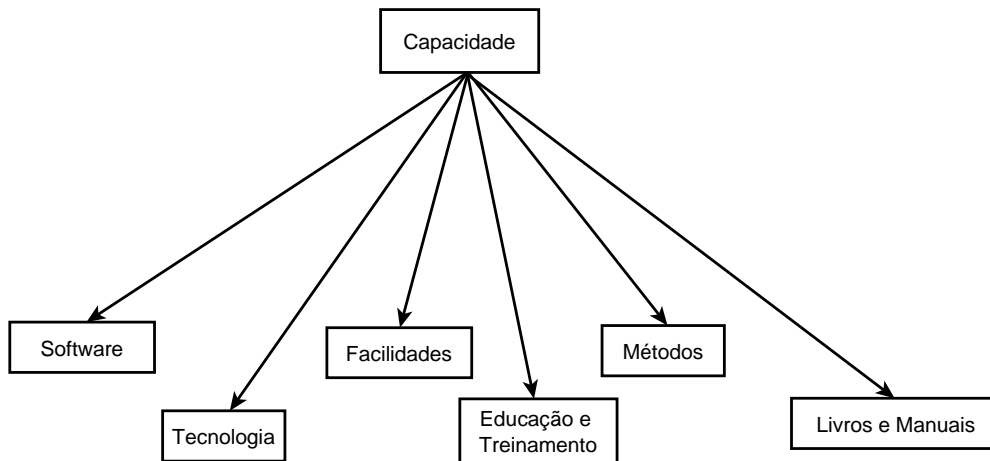 Capacidade
Software
Facilidades
Métodos
Tecnologia
Educação e
Treinamento
Livros e Manuais